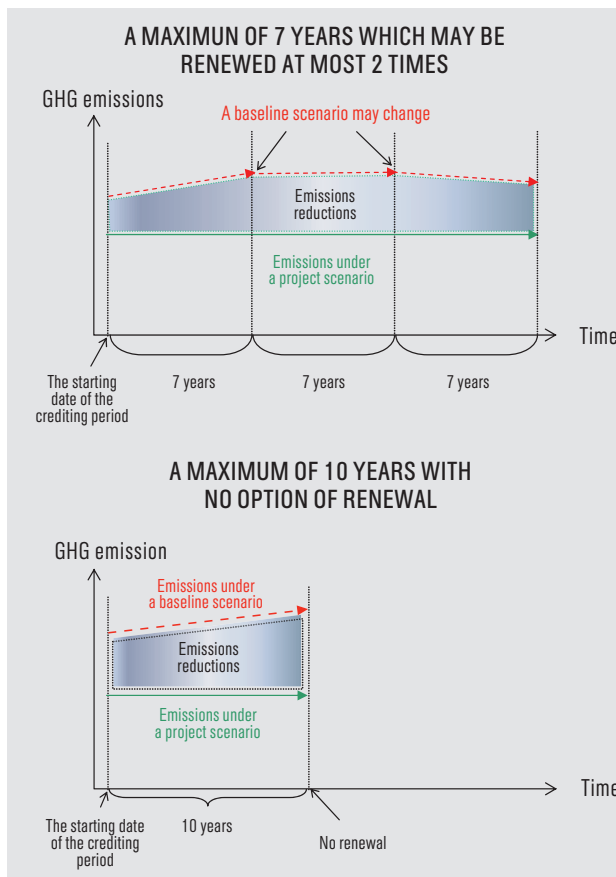 A MAXIMUN OF 7 YEARS WHICH MAY BE
RENEWED AT MOST 2 TIMES
GHG emissions
A baseline scenario may change
Emissions
reductions
Emissions under
a project scenario
Time
The starting
date of the
crediting period
7 years
7 years
7 years
A MAXIMUM OF 10 YEARS WITH
NO OPTION OF RENEWAL
GHG emission
Emissions under
a baseline scenario
Emissions
reductions
Emissions under
a project scenario
Time
The starting date
of the crediting
period
10 years
No renewal